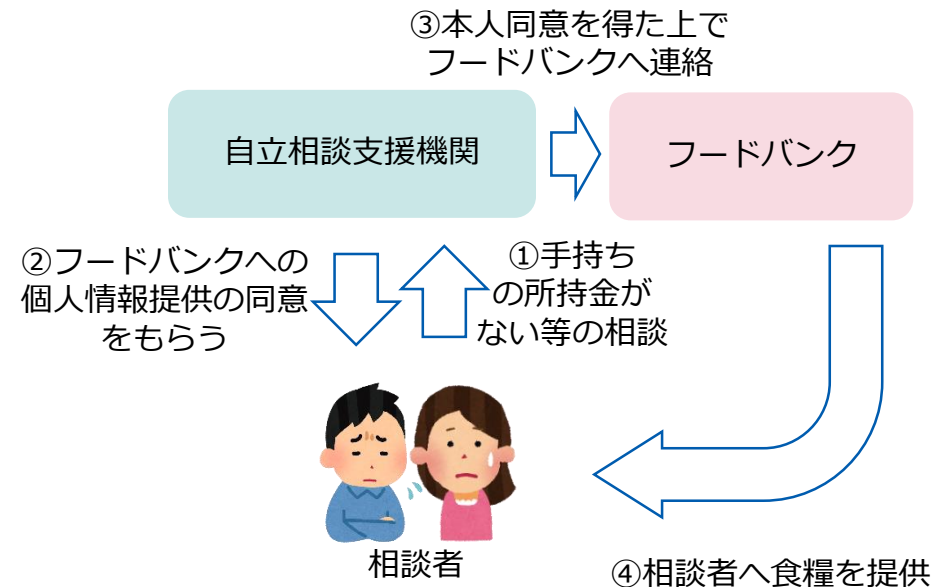 ③本人同意を得た上で
フードバンクへ連絡
自立相談支援機関
フードバンク
②フードバンクへの
個人情報提供の同意
をもらう
①手持ち
の所持金が
ない等の相談
相談者
④相談者へ食糧を提供